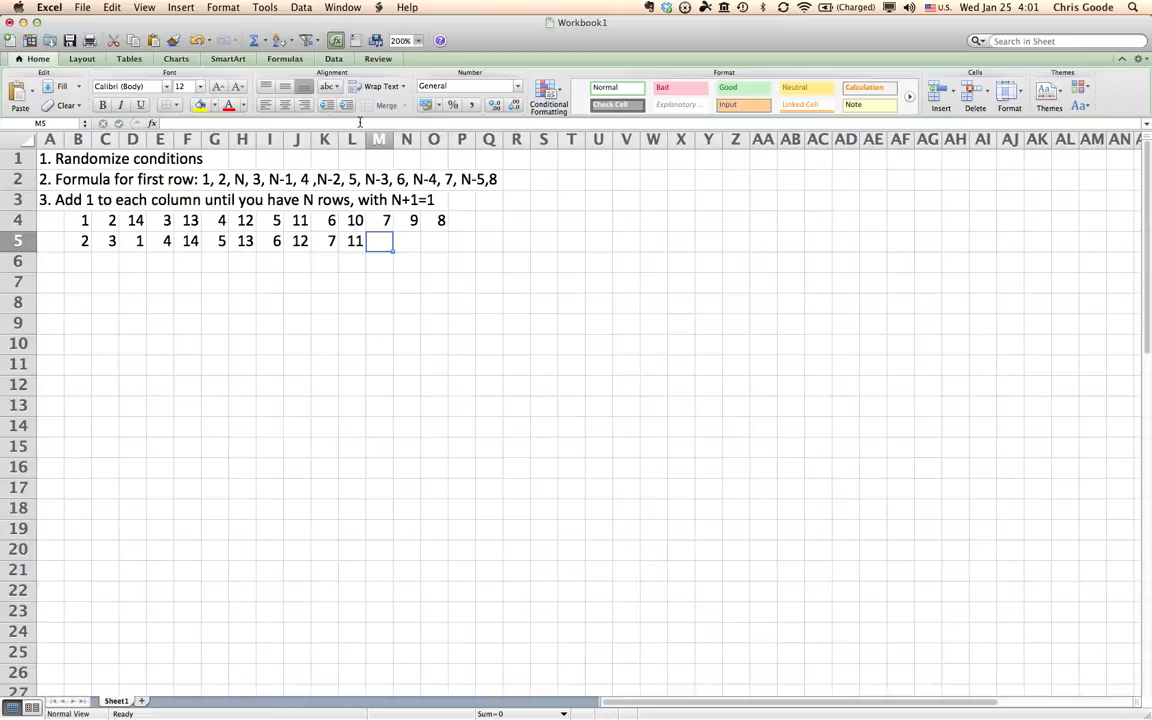 Excel File Edit View Insert Format Tools Data Window Help (Charged) U.S. Wed Jan 25 4:01 Chris Goode
Workbook1
200% Search in Sheet
Home Layout Tables Charts SmartArt Formulas Data Review
Edit Font Alignment Number Format Cells Themes
Fill Calibri (Body) 12 A A abc Wrap Text General Normal Bad Good Neutral Calculation
Paste Clear B I U A Merge % Conditional Formatting Check Cell Explanatory ... Input Linked Cell Note Insert Delete Format Themes Aa
M5 fx
A B C D E F G H I J K L M N O P Q R S T U V W X Y Z AA AB AC AD AE AF AG AH AI AJ AK AL AM AN
1 1. Randomize conditions
2 2. Formula for first row: 1, 2, N, 3, N-1, 4 ,N-2, 5, N-3, 6, N-4, 7, N-5,8
3 3. Add 1 to each column until you have N rows, with N+1=1
4 1 2 14 3 13 4 12 5 11 6 10 7 9 8
5 2 3 1 4 14 5 13 6 12 7 11
6
7
8
9
10
11
12
13
14
15
16
17
18
19
20
21
22
23
24
25
26
27
Sheet1
Normal View Ready Sum=0